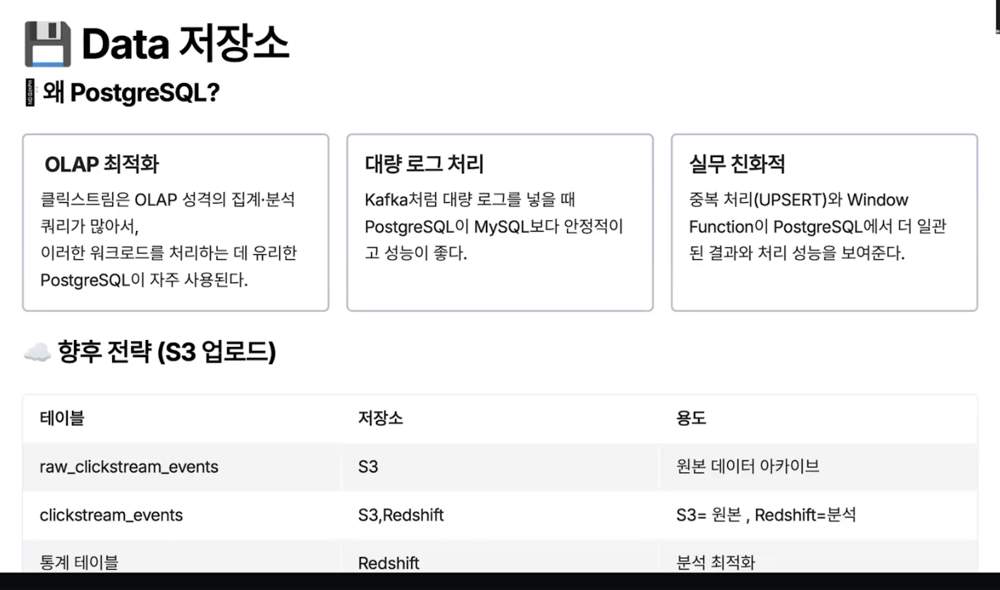 Data 저장소
왜 PostgreSQL?
OLAP 최적화
클릭스트림은 OLAP 성격의 집계·분석
쿼리가 많아서,
이러한 워크로드를 처리하는 데 유리한
PostgreSQL이 자주 사용된다.
대량 로그 처리
Kafka처럼 대량 로그를 넣을 때
PostgreSQL이 MySQL보다 안정적이
고 성능이 좋다.
실무 친화적
중복 처리(UPSERT)와 Window
Function이 PostgreSQL에서 더 일관
된 결과와 처리 성능을 보여준다.
향후 전략 (S3 업로드)
테이블 저장소 용도
raw_clickstream_events S3 원본 데이터 아카이브
clickstream_events S3,Redshift S3= 원본 , Redshift=분석
통계 테이블 Redshift 분석 최적화